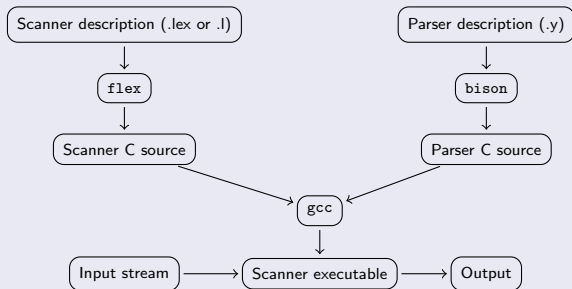 Scanner description (.lex or .l) Parser description (.y)
flex bison
Scanner C source Parser C source
gcc
Input stream Scanner executable Output